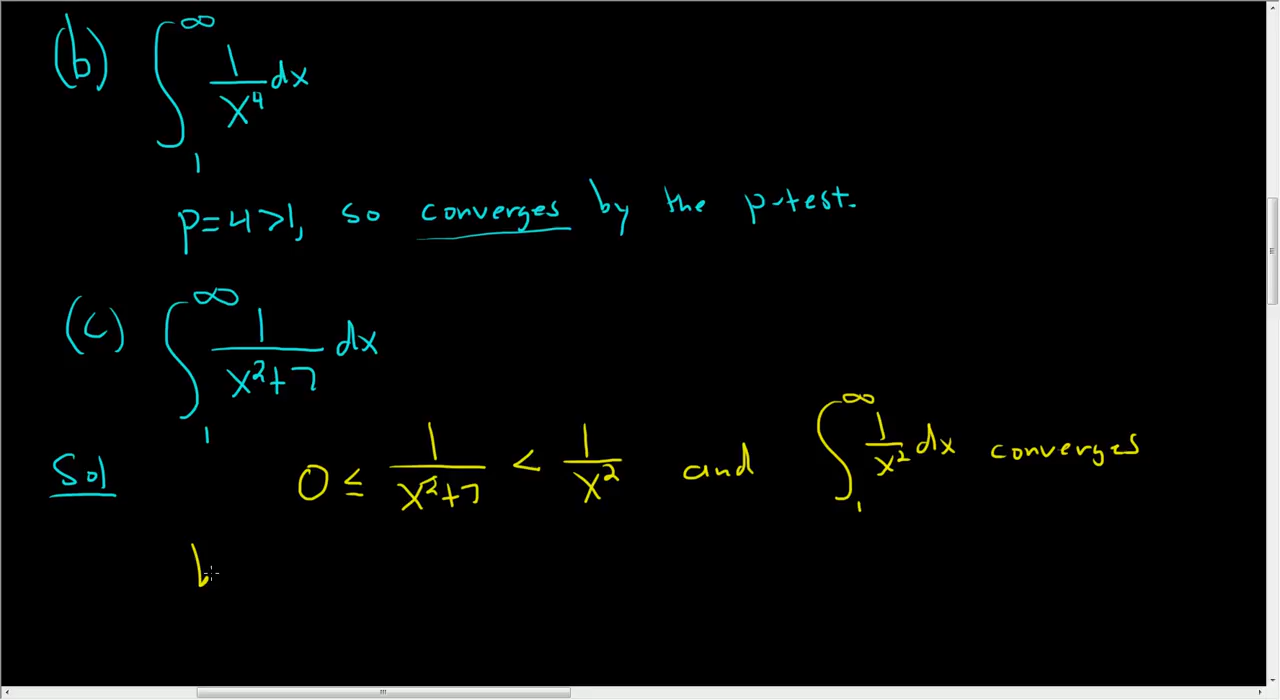 (b) ∫₁^∞ 1/x⁴ dx
p=4>1, so converges by the p-test.
(c) ∫₁^∞ 1/(x²+7) dx
Sol 0 ≤ 1/(x²+7) < 1/x² and ∫₁^∞ 1/x² dx converges
b